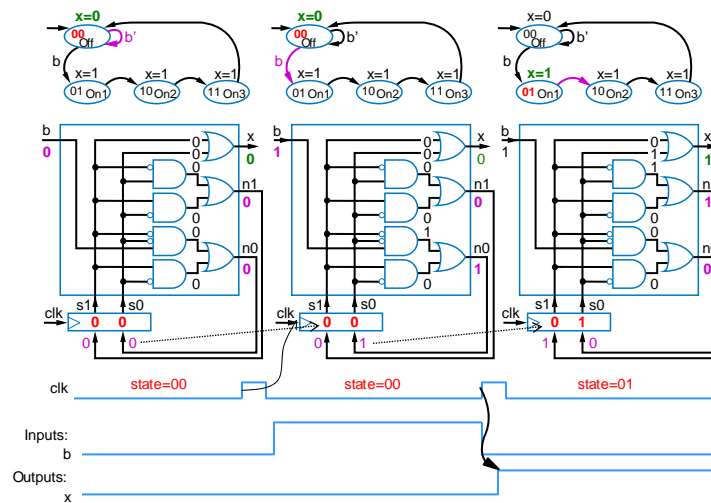 x=0
00
Off
b'
b
x=1
x=1
x=1
01 On1
10 On2
11 On3
x=0
00
Off
b'
b
x=1
x=1
x=1
01 On1
10 On2
11 On3
x=0
00
Off
b'
b
x=1
x=1
x=1
01 On1
10 On2
11 On3
b
0
0
0
0
0
0
0
x
0
n1
0
n0
0
s1
s0
clk
0 0
0 0
b
1
0
0
0
0
1
0
x
0
n1
0
n0
1
s1
s0
clk
0 0
0 1
b
1
0
1
1
0
0
0
x
1
n1
1
n0
0
s1
s0
clk
0 1
1 0
clk
state=00
state=00
state=01
Inputs:
b
Outputs:
x